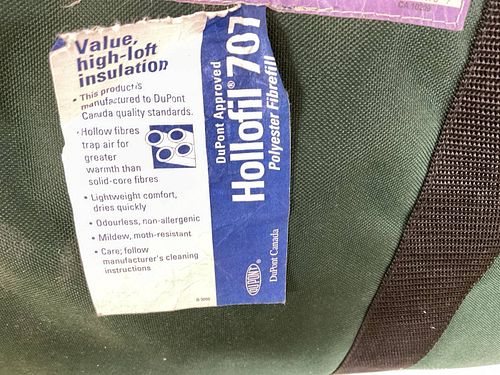 Value,
high-loft
insulation
• This product is
manufactured to DuPont
Canada quality standards.
• Hollow fibres
trap air for
greater
warmth than
solid-core fibres
• Lightweight comfort,
dries quickly
• Odourless, non-allergenic
• Mildew, moth-resistant
• Care; follow
manufacturer's cleaning
instructions
DuPont Approved
Hollofil® 707
Polyester Fibrefill
DUPONT
DuPont Canada